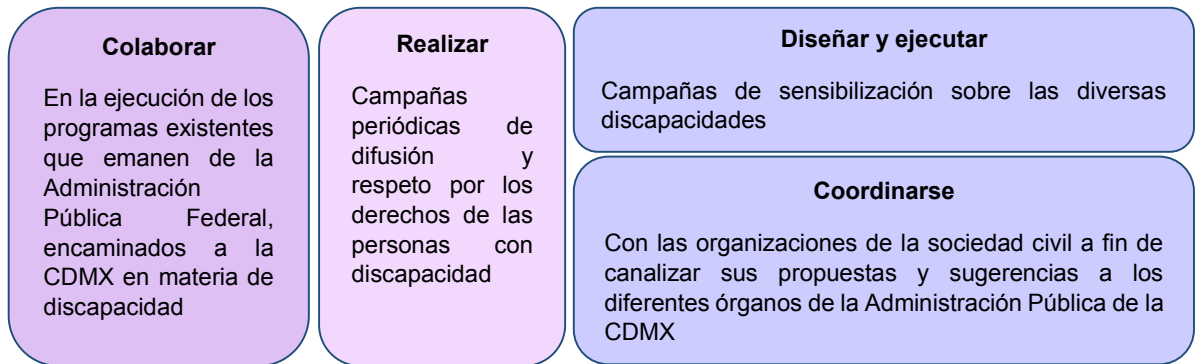 Colaborar
En la ejecución de los
programas existentes
que emanen de la
Administración
Pública Federal,
encaminados a la
CDMX en materia de
discapacidad
Realizar
Campañas
periódicas de
difusión y
respeto por los
derechos de las
personas con
discapacidad
Diseñar y ejecutar
Campañas de sensibilización sobre las diversas
discapacidades
Coordinarse
Con las organizaciones de la sociedad civil a fin de
canalizar sus propuestas y sugerencias a los
diferentes órganos de la Administración Pública de la
CDMX